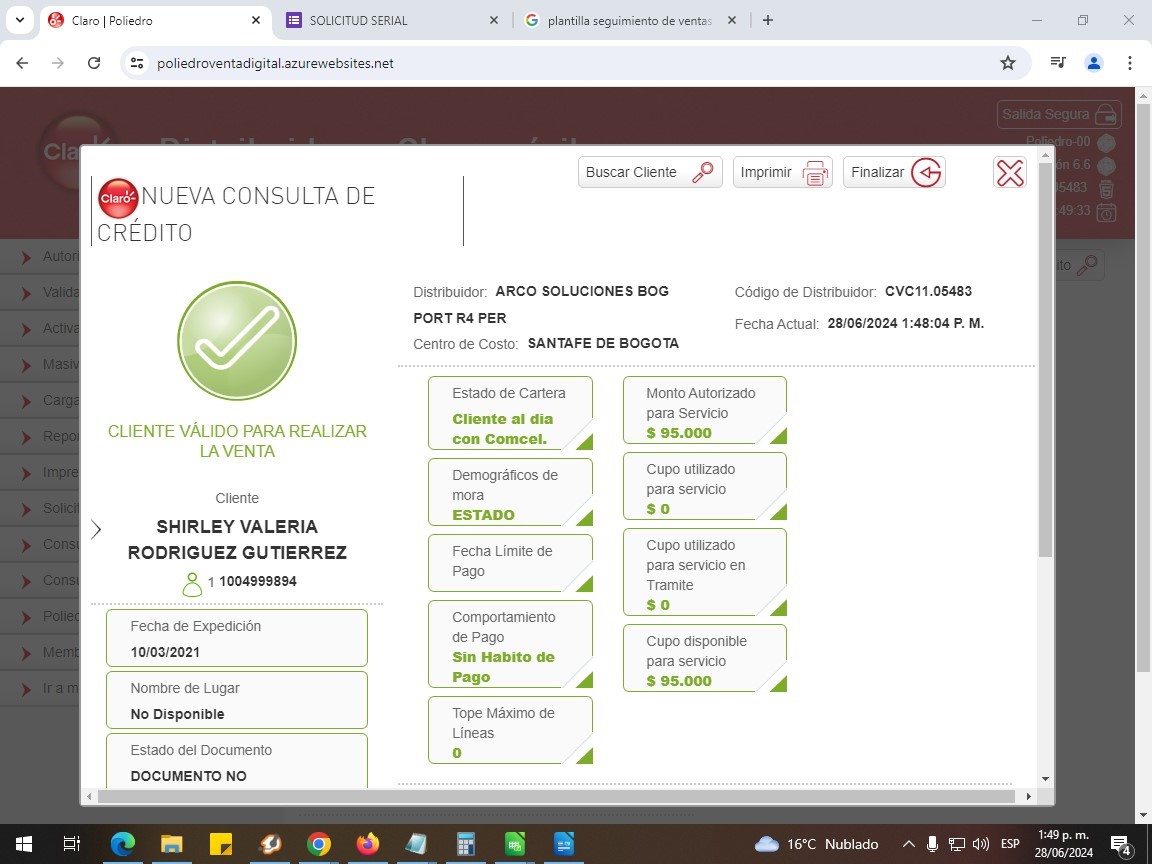 Claro | Poliedro
SOLICITUD SERIAL
plantilla seguimiento de ventas
poliedroventadigital.azurewebsites.net
Salida Segura
Poliedro-00
6.6
05483
:49:33
Buscar Cliente
Imprimir
Finalizar
Claro
NUEVA CONSULTA DE
CRÉDITO
CLIENTE VÁLIDO PARA REALIZAR
LA VENTA
Cliente
SHIRLEY VALERIA
RODRIGUEZ GUTIERREZ
1 1004999894
Fecha de Expedición
10/03/2021
Nombre de Lugar
No Disponible
Estado del Documento
DOCUMENTO NO
Distribuidor: ARCO SOLUCIONES BOG
PORT R4 PER
Centro de Costo: SANTAFE DE BOGOTA
Código de Distribuidor: CVC11.05483
Fecha Actual: 28/06/2024 1:48:04 P. M.
Estado de Cartera
Cliente al dia
con Comcel.
Demográficos de
mora
ESTADO
Fecha Límite de
Pago
Comportamiento
de Pago
Sin Habito de
Pago
Tope Máximo de
Líneas
0
Monto Autorizado
para Servicio
$ 95.000
Cupo utilizado
para servicio
$ 0
Cupo utilizado
para servicio en
Tramite
$ 0
Cupo disponible
para servicio
$ 95.000
Autori
Valida
Activa
Masiv
Carga
Repor
Impre
Solicit
Consu
Consu
Poliec
Memb
Ir a m
16°C Nublado
ESP
1:49 p. m.
28/06/2024
4